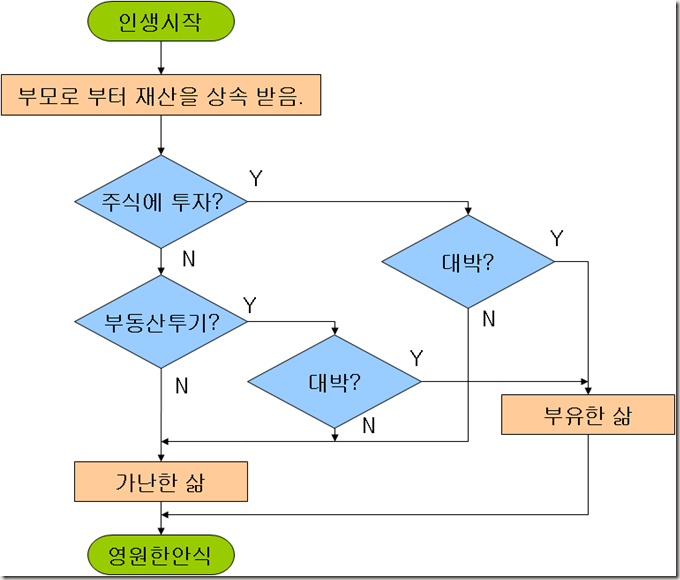 인생시작
부모로 부터 재산을 상속 받음.
주식에 투자?
Y
대박?
Y
N
N
부동산투기?
Y
대박?
Y
N
N
부유한 삶
가난한 삶
영원한안식